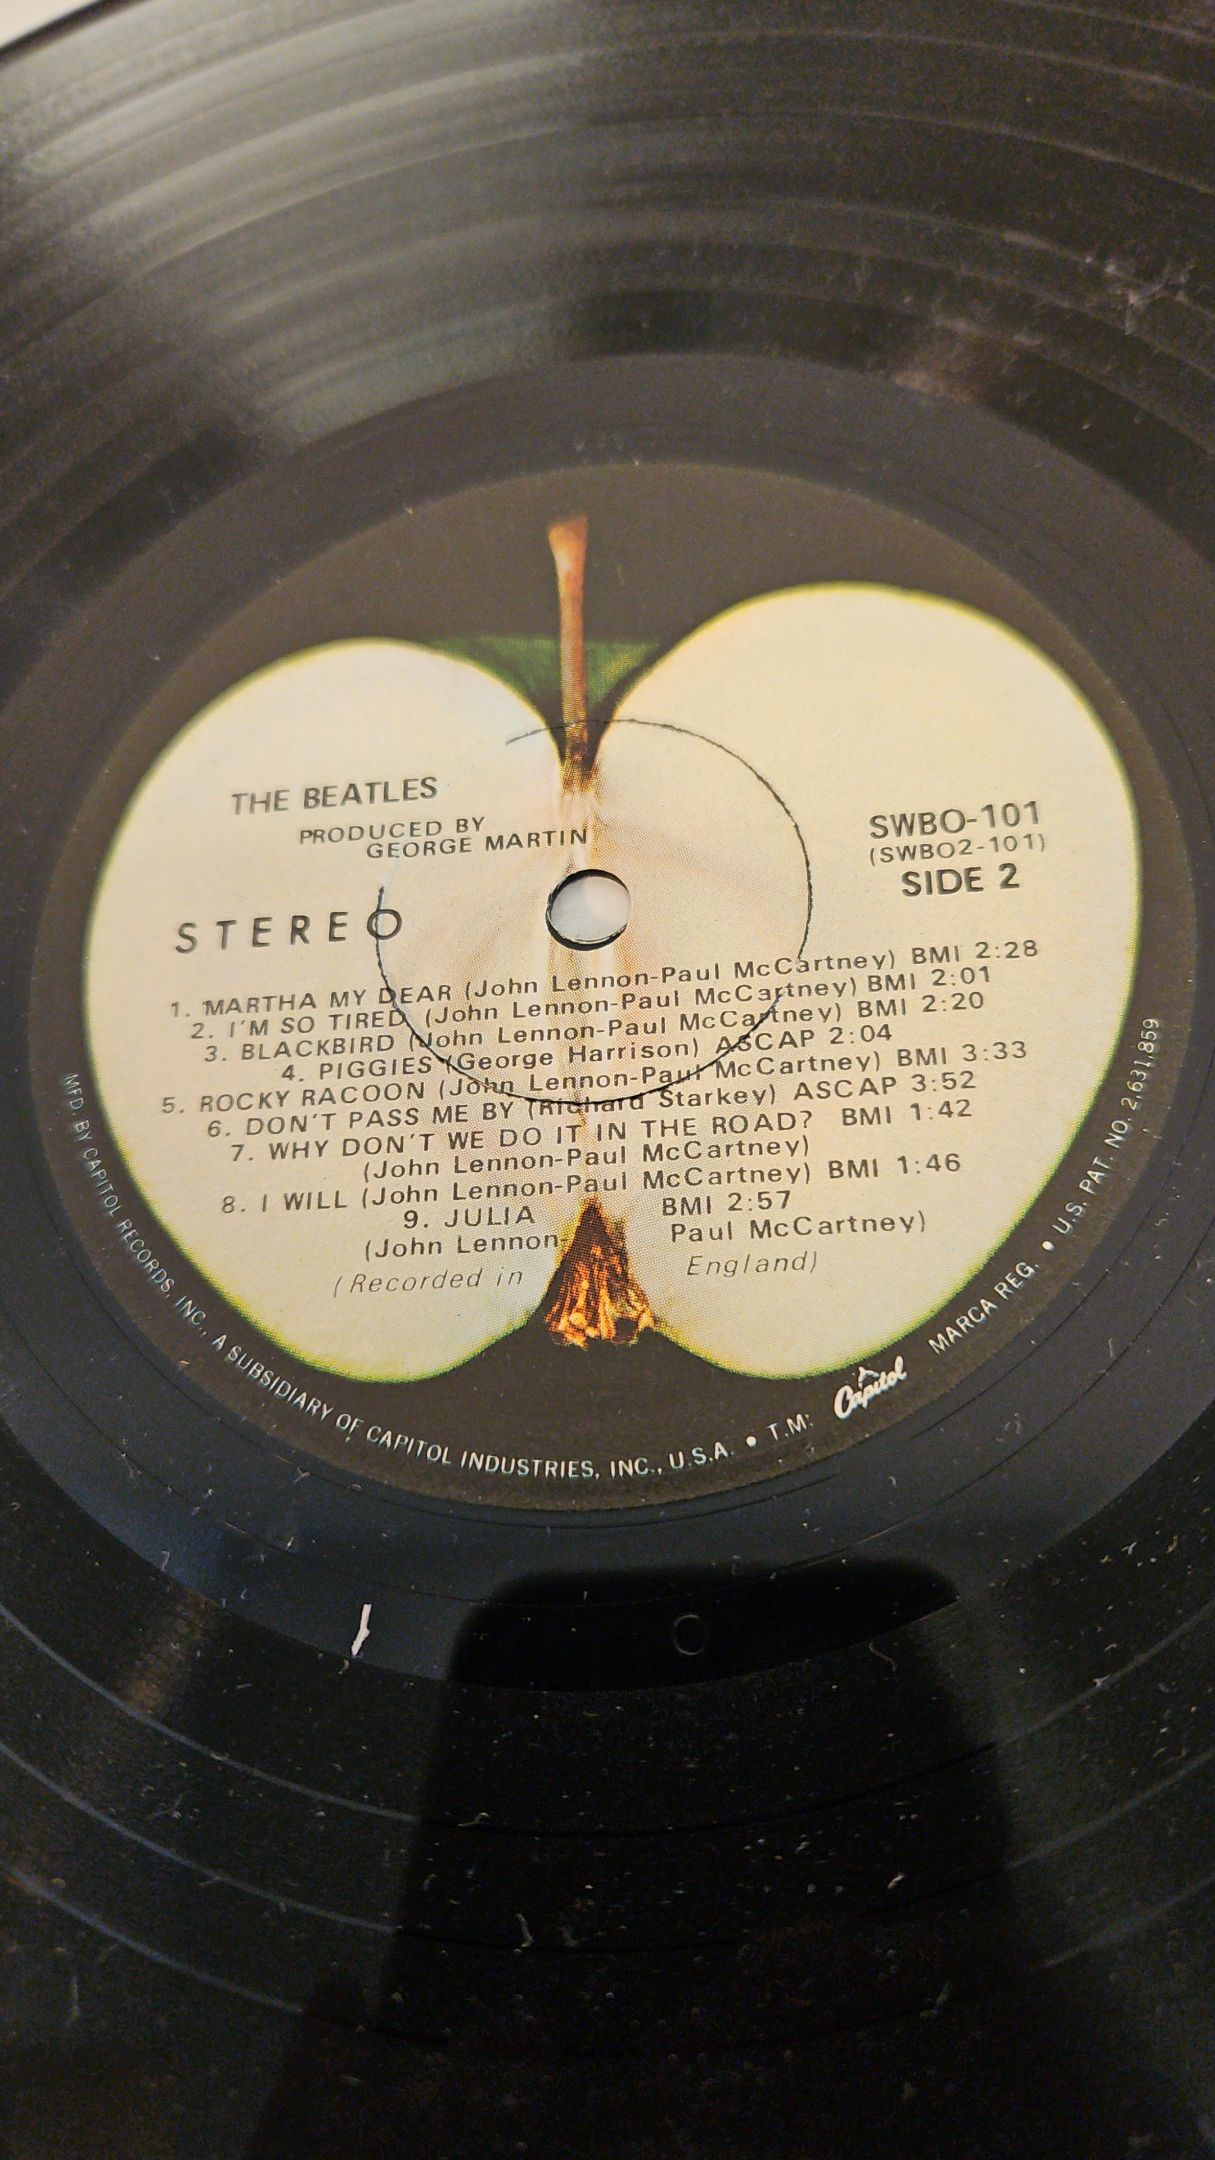 THE BEATLES
PRODUCED BY
GEORGE MARTIN
STEREO
SWBO-101
(SWBO2-101)
SIDE 2
1. MARTHA MY DEAR (John Lennon-Paul McCartney) BMI 2:28
2. I'M SO TIRED (John Lennon-Paul McCartney) BMI 2:01
3. BLACKBIRD (John Lennon-Paul McCartney) BMI 2:20
4. PIGGIES (George Harrison) ASCAP 2:04
5. ROCKY RACOON (John Lennon-Paul McCartney) BMI 3:33
6. DON'T PASS ME BY (Richard Starkey) ASCAP 3:52
7. WHY DON'T WE DO IT IN THE ROAD? BMI 1:42
(John Lennon-Paul McCartney)
8. I WILL (John Lennon-Paul McCartney) BMI 1:46
9. JULIA BMI 2:57
(John Lennon-Paul McCartney)
(Recorded in England)
MFD. BY CAPITOL RECORDS, INC., A SUBSIDIARY OF CAPITOL INDUSTRIES, INC., U.S.A. • T.M: Capitol MARCA REG. • U.S. PAT. NO. 2,631,859